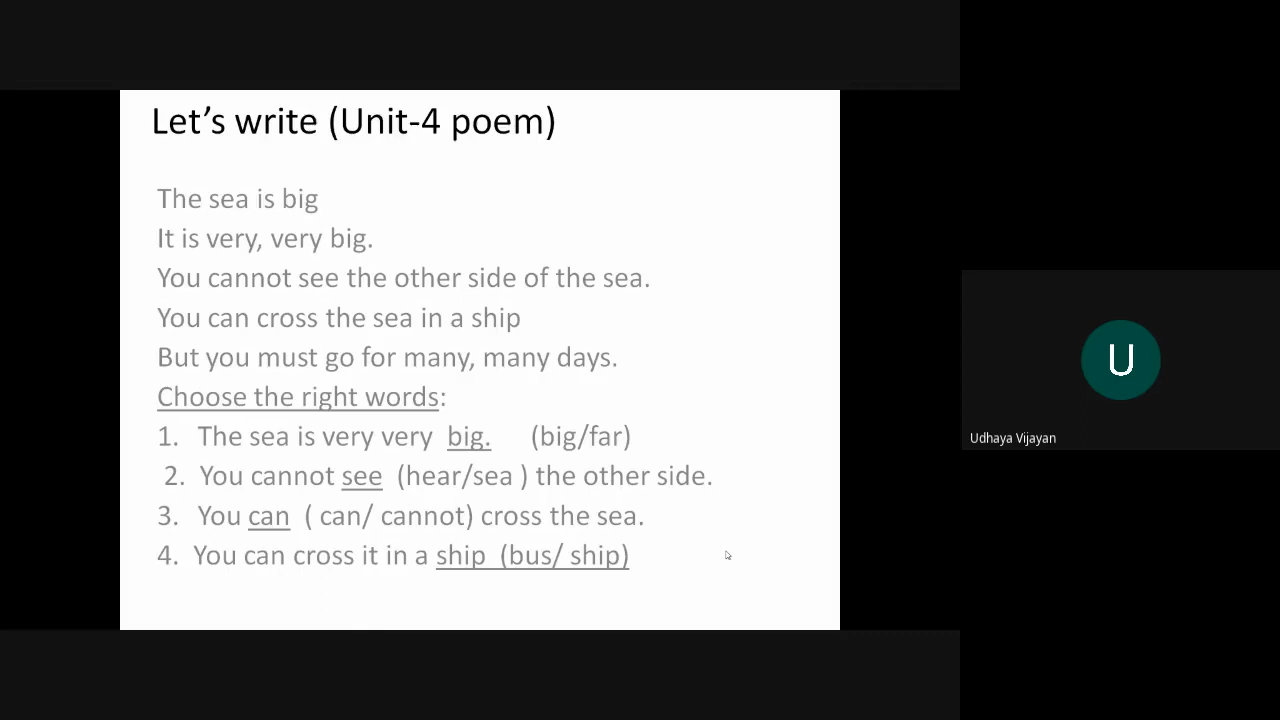 Let's write (Unit-4 poem)
The sea is big
It is very, very big.
You cannot see the other side of the sea.
You can cross the sea in a ship
But you must go for many, many days.
Choose the right words:
1. The sea is very very big. (big/far)
2. You cannot see (hear/sea ) the other side.
3. You can ( can/ cannot) cross the sea.
4. You can cross it in a ship (bus/ ship)
U
Udhaya Vijayan